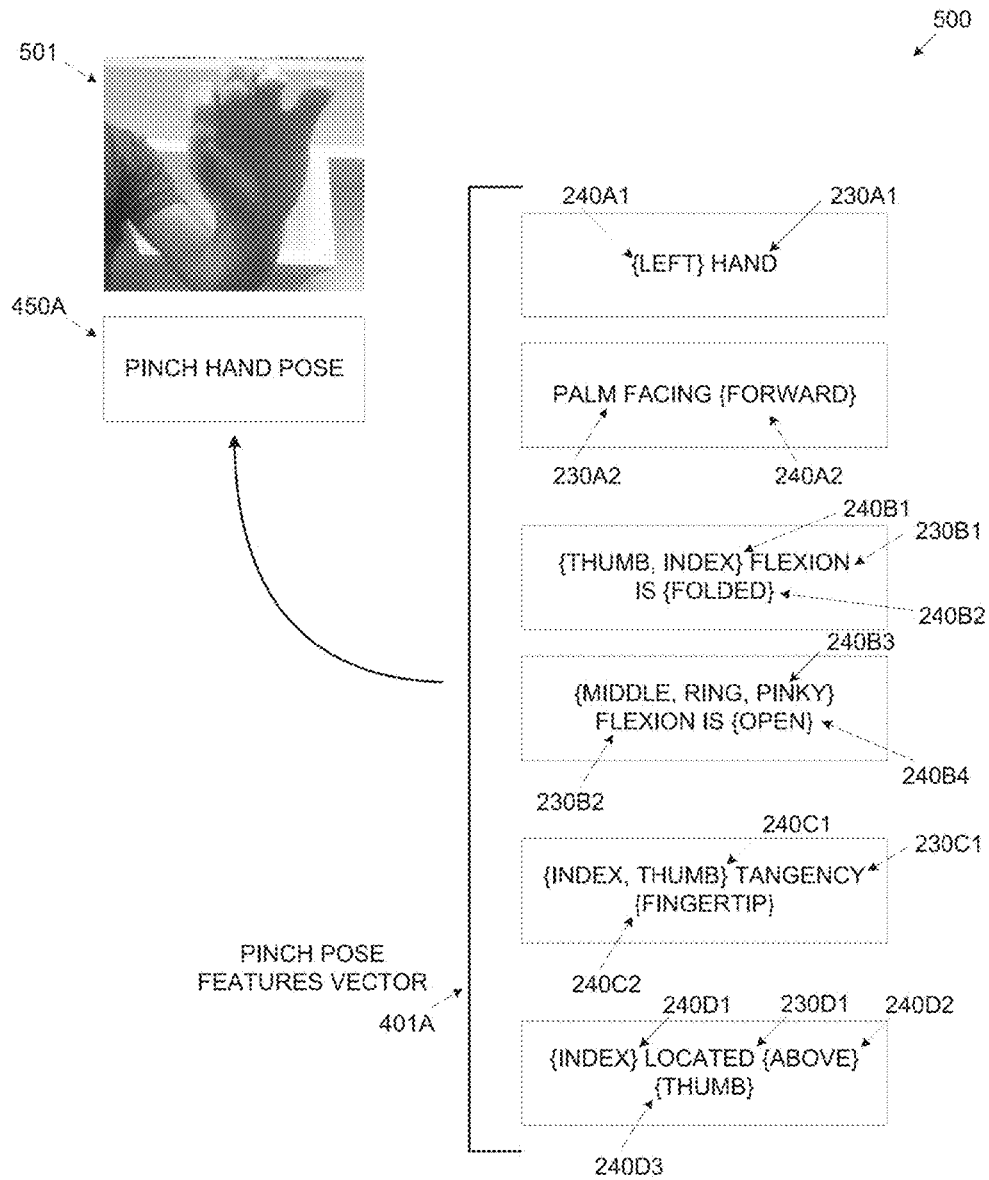 500
501
240A1
230A1
{LEFT} HAND
450A
PINCH HAND POSE
PALM FACING {FORWARD}
230A2
240A2
240B1
230B1
{THUMB, INDEX} FLEXION
IS {FOLDED}
240B2
240B3
{MIDDLE, RING, PINKY}
FLEXION IS {OPEN}
240B4
230B2
240C1
230C1
{INDEX, THUMB} TANGENCY
{FINGERTIP}
PINCH POSE
FEATURES VECTOR
401A
240C2
240D1
230D1
240D2
{INDEX} LOCATED {ABOVE}
{THUMB}
240D3